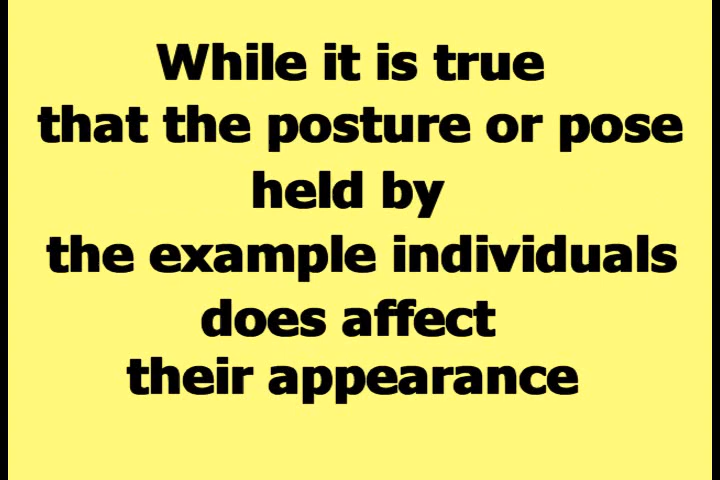 While it is true
that the posture or pose
held by
the example individuals
does affect
their appearance